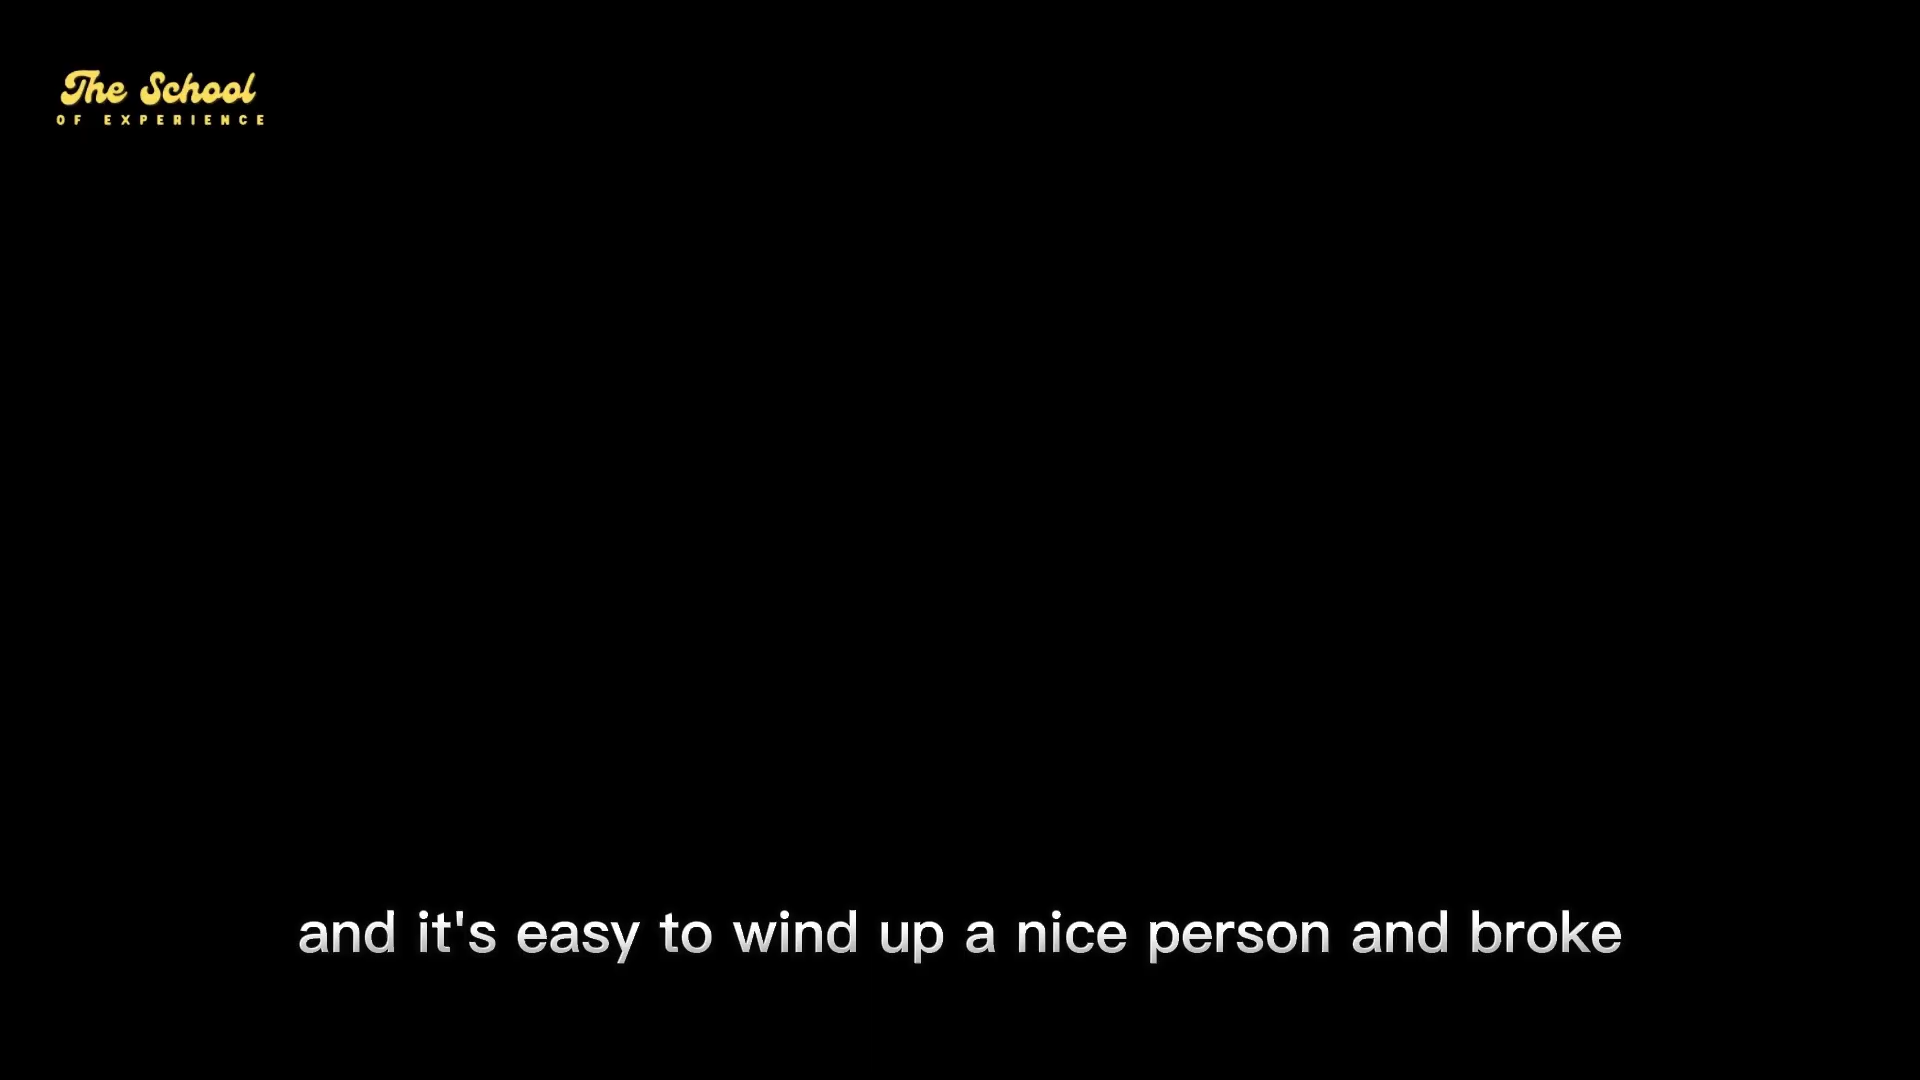 The School
OF EXPERIENCE
and it's easy to wind up a nice person and broke